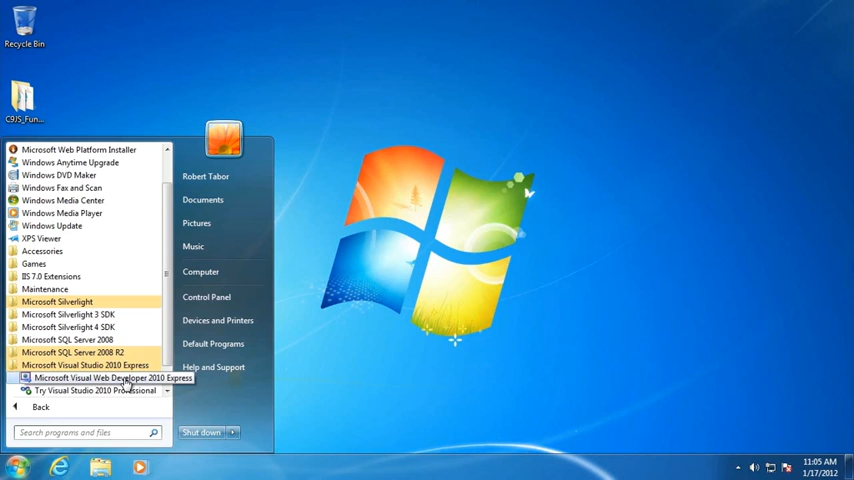 Recycle Bin
C9JS_Fun...
Microsoft Web Platform Installer
Windows Anytime Upgrade
Windows DVD Maker
Windows Fax and Scan
Windows Media Center
Windows Media Player
Windows Update
XPS Viewer
Accessories
Games
IIS 7.0 Extensions
Maintenance
Microsoft Silverlight
Microsoft Silverlight 3 SDK
Microsoft Silverlight 4 SDK
Microsoft SQL Server 2008
Microsoft SQL Server 2008 R2
Microsoft Visual Studio 2010 Express
Microsoft Visual Web Developer 2010 Express
Try Visual Studio 2010 Professional
Back
Search programs and files
Robert Tabor
Documents
Pictures
Music
Computer
Control Panel
Devices and Printers
Default Programs
Help and Support
Shut down
11:05 AM
1/17/2012